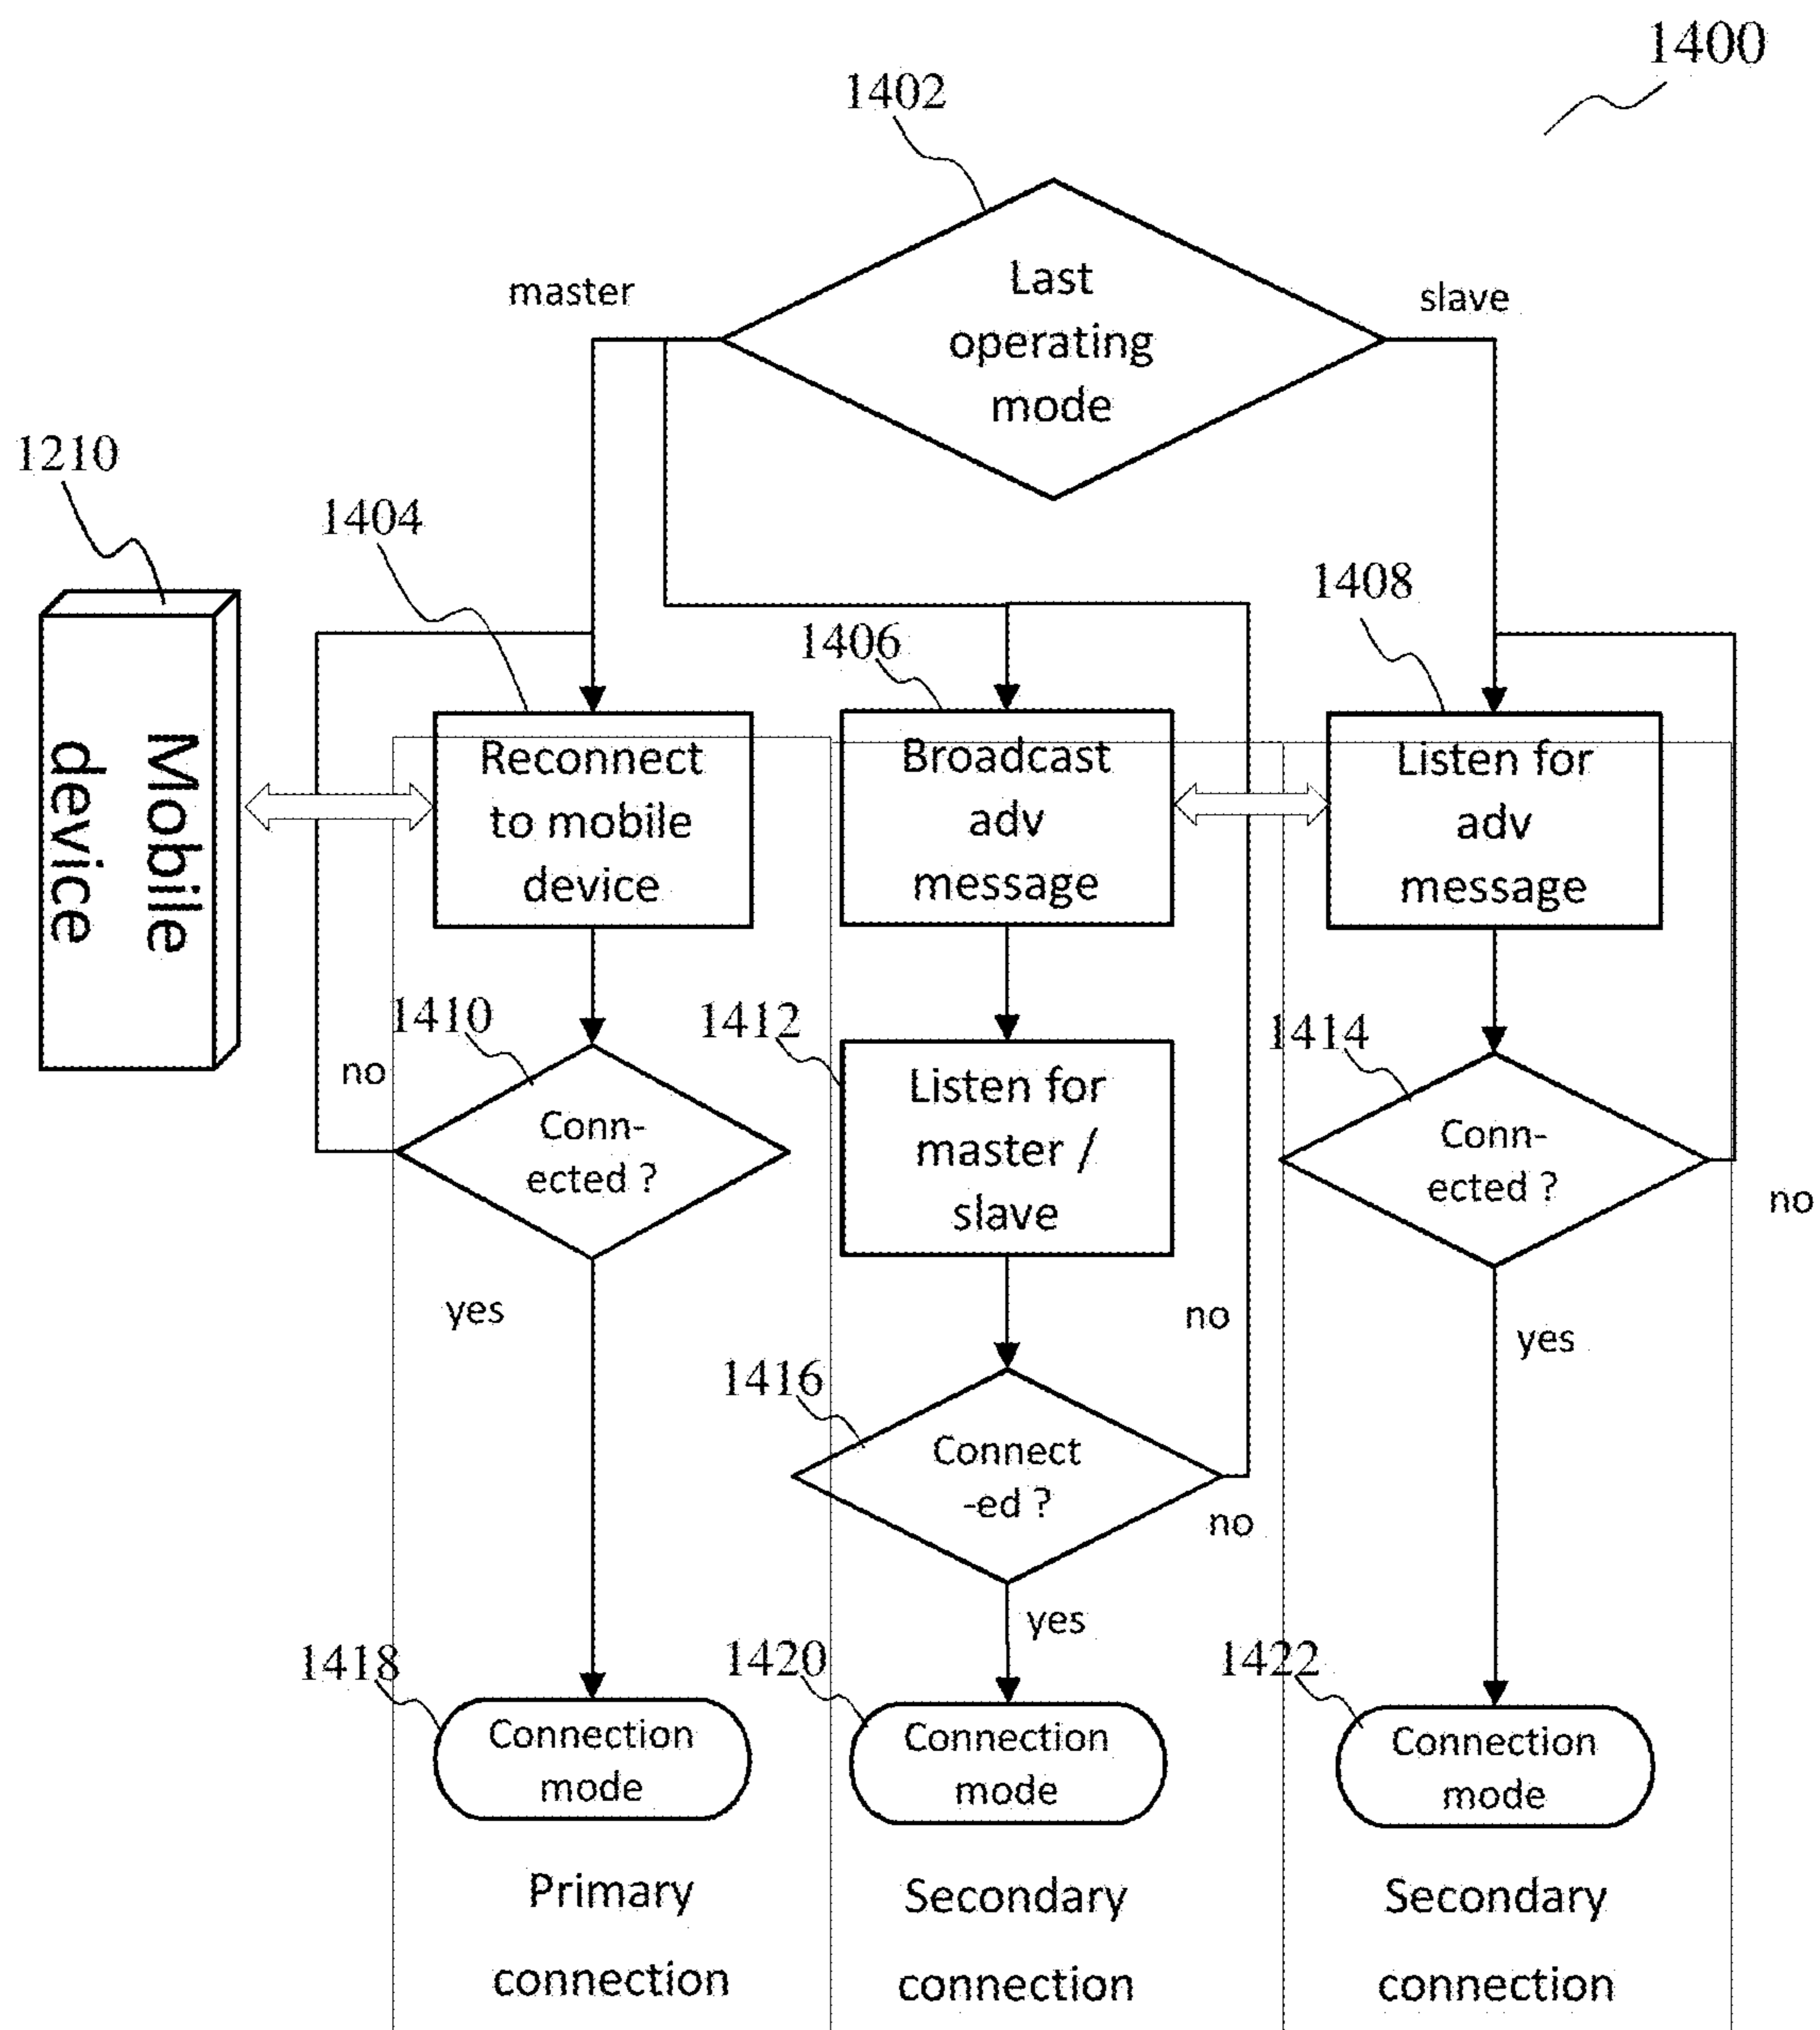 1400
1402
master
Last
operating
mode
slave
1210
1404
1406
1408
Mobile
device
Reconnect
to mobile
device
Broadcast
adv
message
Listen for
adv
message
1410
1412
1414
no
Conn-
ected ?
Listen for
master /
slave
Conn-
ected ?
no
yes
no
yes
1416
Connect
-ed ?
no
yes
1418
1420
1422
Connection
mode
Connection
mode
Connection
mode
Primary
connection
Secondary
connection
Secondary
connection